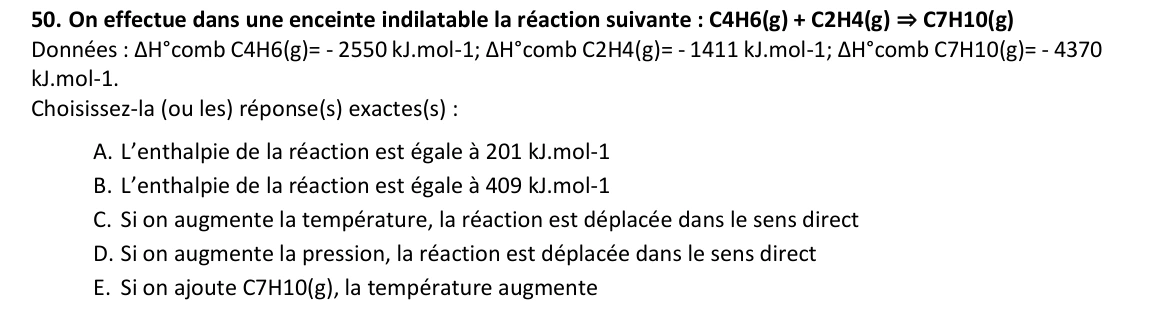 50. On effectue dans une enceinte indilatable la réaction suivante : C4H6(g) + C2H4(g) ⇒ C7H10(g)
Données : ΔH°comb C4H6(g)= - 2550 kJ.mol-1; ΔH°comb C2H4(g)= - 1411 kJ.mol-1; ΔH°comb C7H10(g)= - 4370
kJ.mol-1.
Choisissez-la (ou les) réponse(s) exactes(s) :
A. L’enthalpie de la réaction est égale à 201 kJ.mol-1
B. L’enthalpie de la réaction est égale à 409 kJ.mol-1
C. Si on augmente la température, la réaction est déplacée dans le sens direct
D. Si on augmente la pression, la réaction est déplacée dans le sens direct
E. Si on ajoute C7H10(g), la température augmente